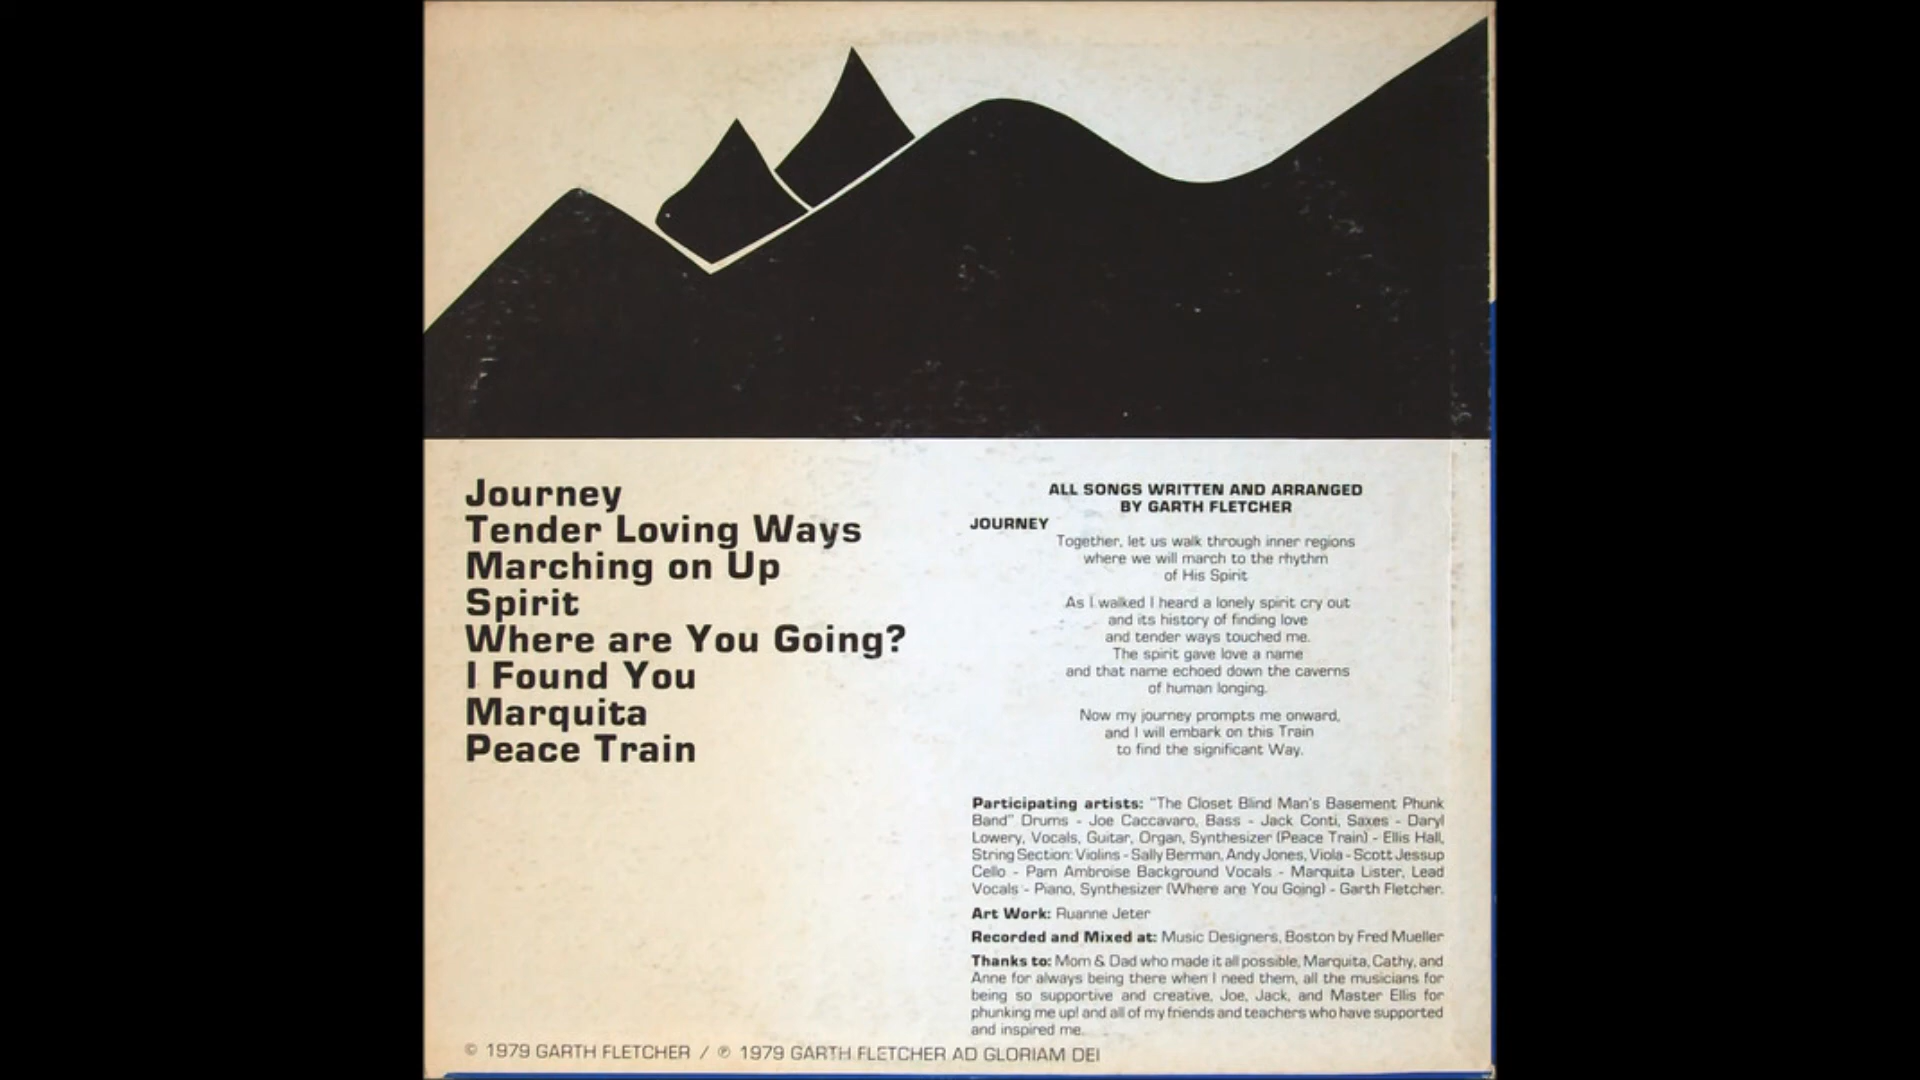 Journey
Tender Loving Ways
Marching on Up
Spirit
Where are You Going?
I Found You
Marquita
Peace Train
ALL SONGS WRITTEN AND ARRANGED
BY GARTH FLETCHER
JOURNEY
Together, let us walk through inner regions
where we will march to the rhythm
of His Spirit
As I walked I heard a lonely spirit cry out
and its history of finding love
and tender ways touched me.
The spirit gave love a name
and that name echoed down the caverns
of human longing.
Now my journey prompts me onward,
and I will embark on this Train
to find the significant Way.
Participating artists: "The Closet Blind Man's Basement Phunk
Band" Drums - Joe Caccavaro, Bass - Jack Conti, Saxes - Daryl
Lowery, Vocals, Guitar, Organ, Synthesizer (Peace Train) - Ellis Hall,
String Section: Violins - Sally Berman, Andy Jones, Viola - Scott Jessup
Cello - Pam Ambroise Background Vocals - Marquita Lister, Lead
Vocals - Piano, Synthesizer (Where are You Going) - Garth Fletcher.
Art Work: Ruanne Jeter
Recorded and Mixed at: Music Designers, Boston by Fred Mueller
Thanks to: Mom & Dad who made it all possible, Marquita, Cathy, and
Anne for always being there when I need them, all the musicians for
being so supportive and creative, Joe, Jack, and Master Ellis for
phunking me up! and all of my friends and teachers who have supported
and inspired me.
© 1979 GARTH FLETCHER / ℗ 1979 GARTH FLETCHER AD GLORIAM DEI